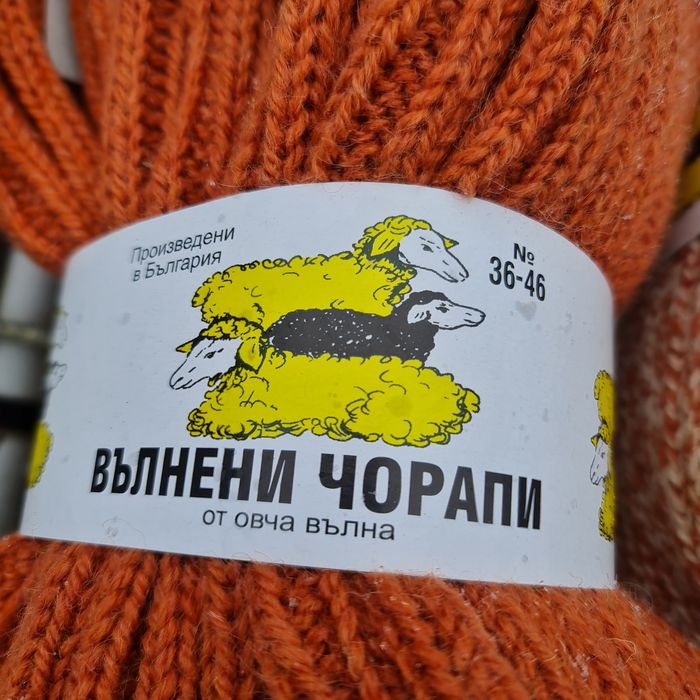 Произведени
в България
№
36-46
ВЪЛНЕНИ ЧОРАПИ
от овча вълна